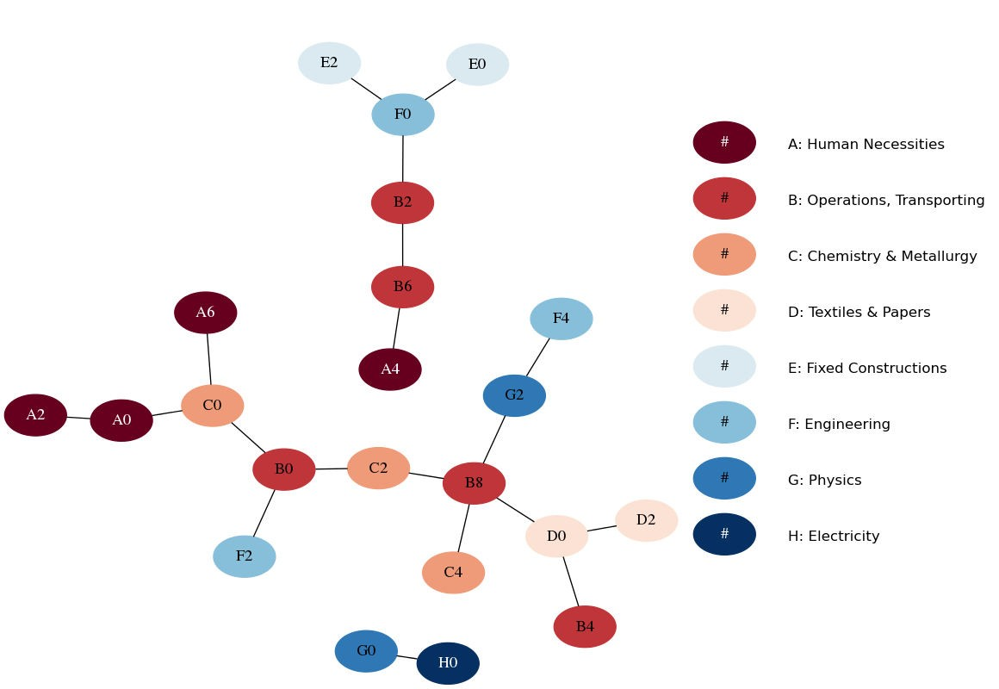 E2
E0
F0
B2
B6
A4
A6
A2
A0
C0
B0
C2
B8
G2
F4
F2
C4
D0
D2
B4
G0
H0
# A: Human Necessities
# B: Operations, Transporting
# C: Chemistry & Metallurgy
# D: Textiles & Papers
# E: Fixed Constructions
# F: Engineering
# G: Physics
# H: Electricity